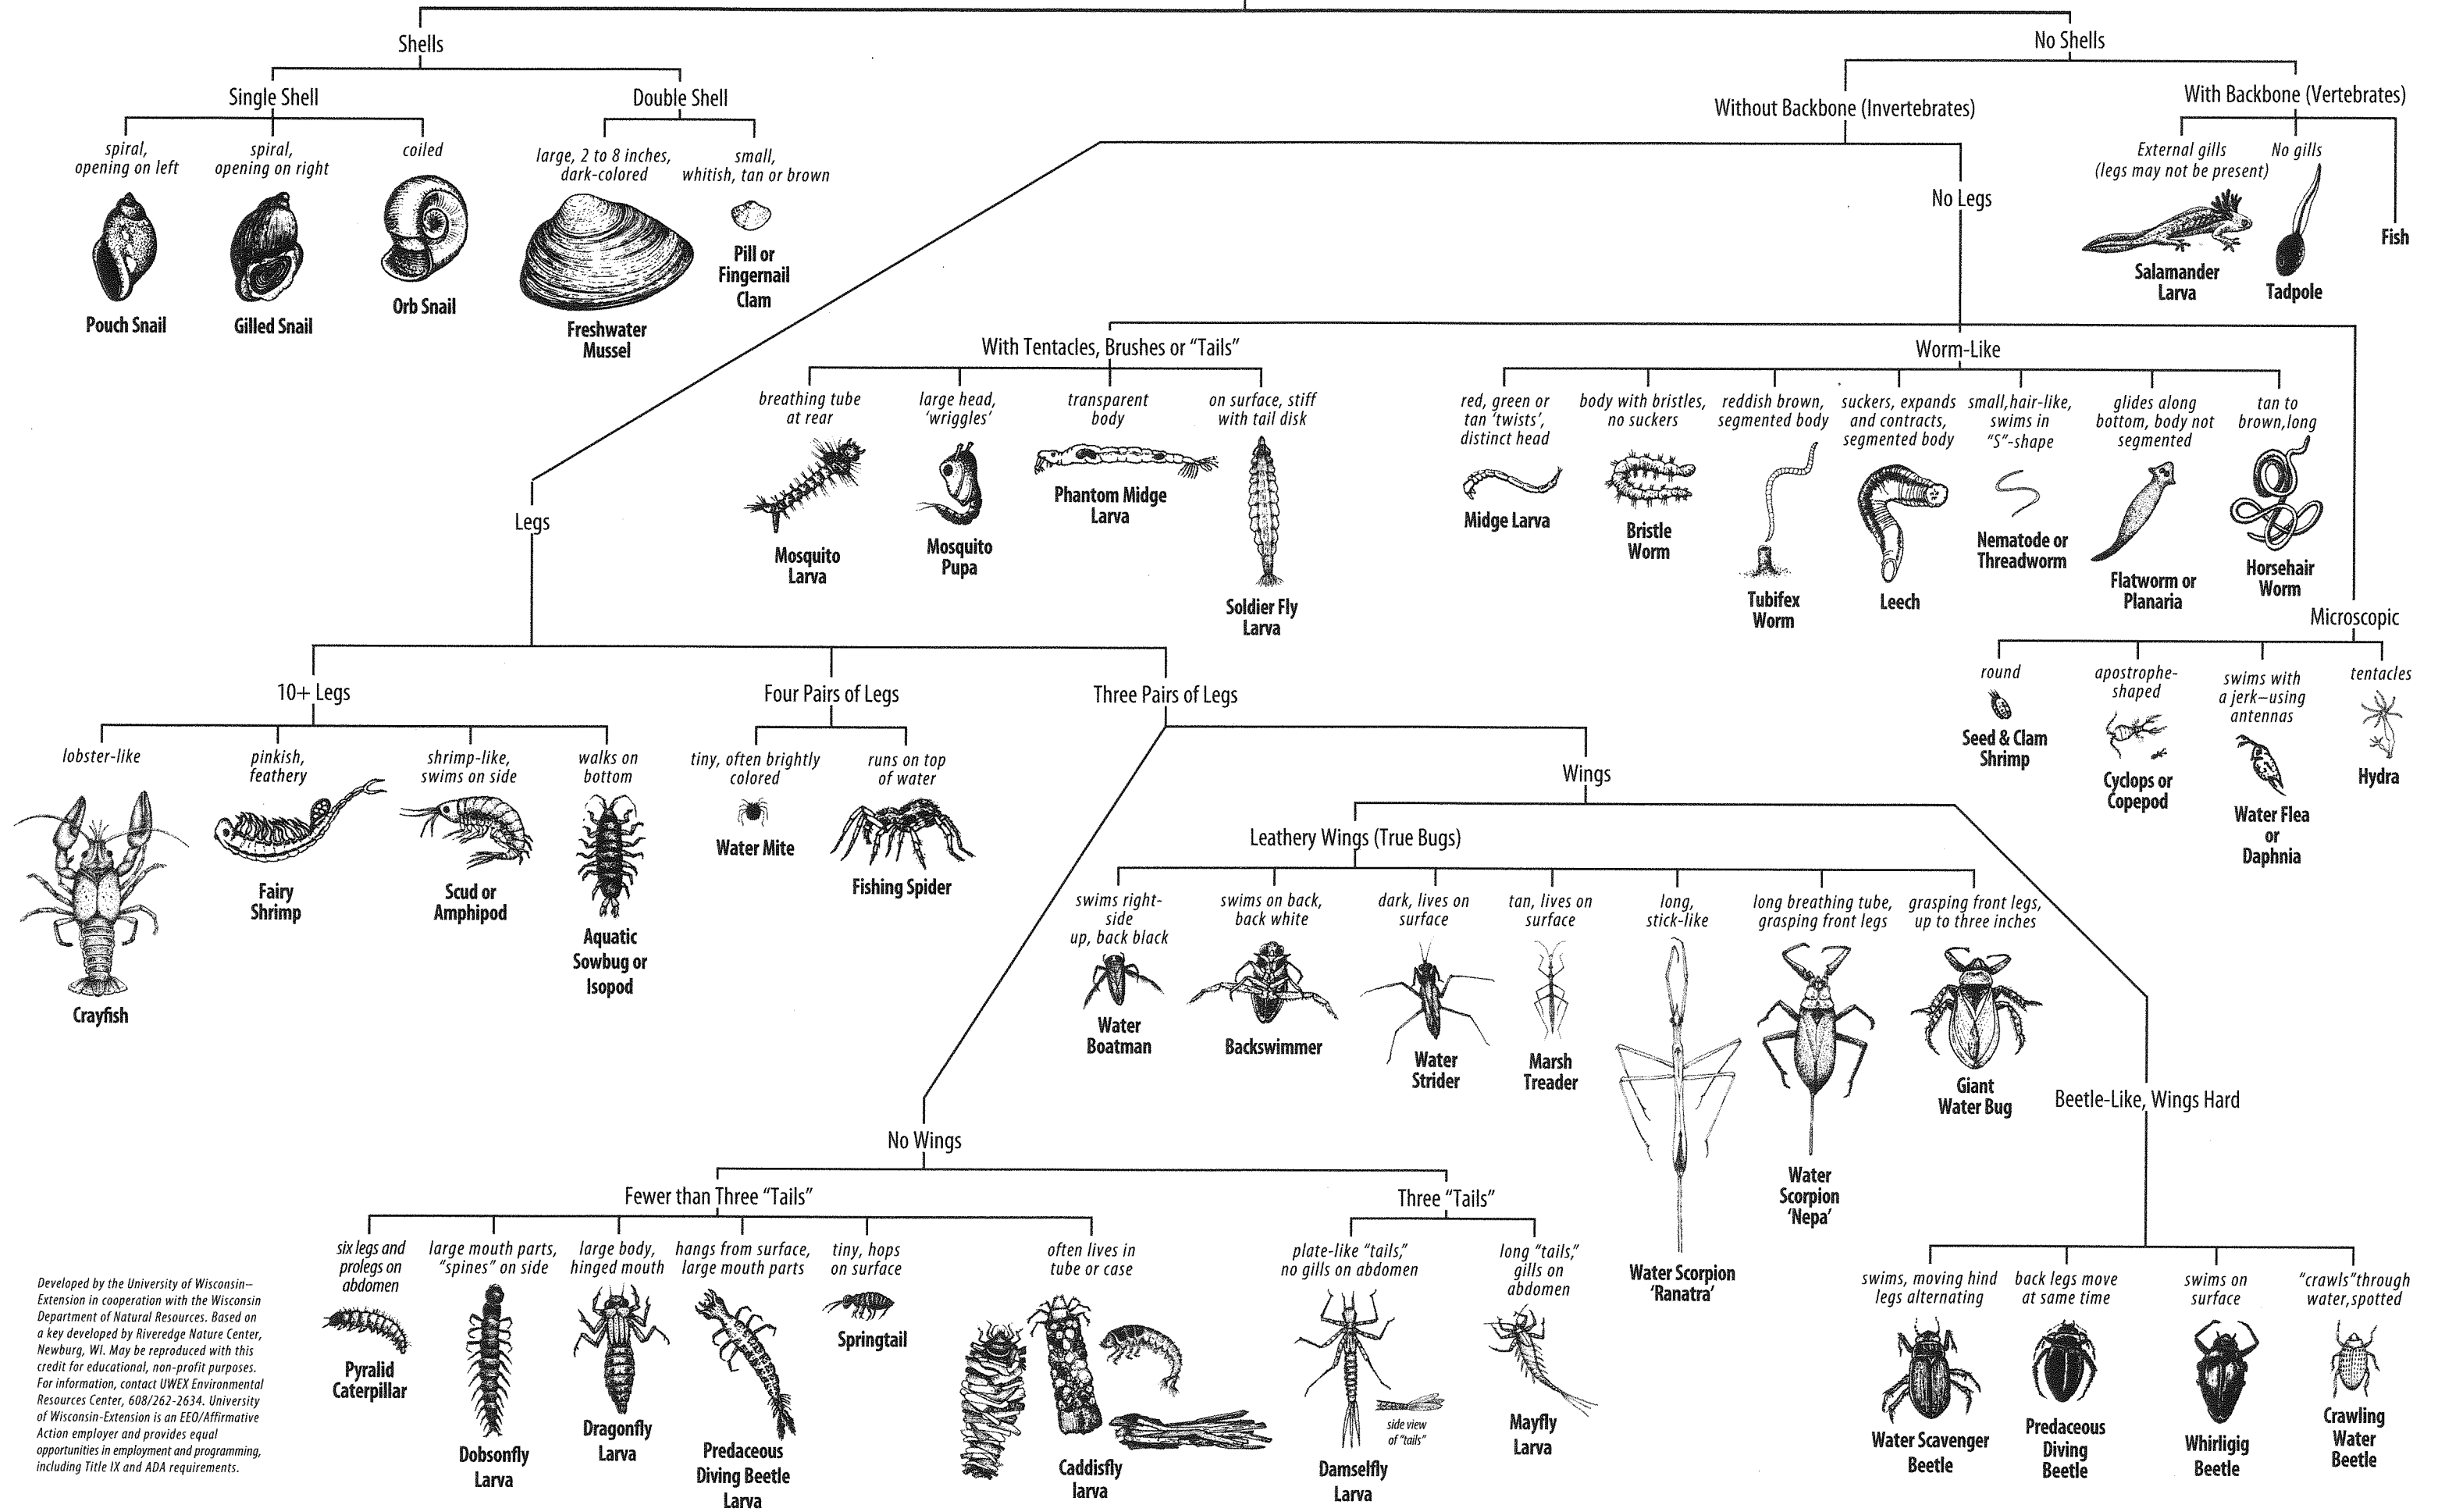 Shells
No Shells
Single Shell
Double Shell
Without Backbone (Invertebrates)
With Backbone (Vertebrates)
spiral,
opening on left
Pouch Snail
spiral,
opening on right
Gilled Snail
coiled
Orb Snail
large, 2 to 8 inches,
dark-colored
Freshwater
Mussel
small,
whitish, tan or brown
Pill or
Fingernail
Clam
External gills
(legs may not be present)
Salamander
Larva
No gills
Tadpole
Fish
No Legs
With Tentacles, Brushes or “Tails”
breathing tube
at rear
Mosquito
Larva
large head,
‘wriggles’
Mosquito
Pupa
transparent
body
Phantom Midge
Larva
on surface, stiff
with tail disk
Soldier Fly
Larva
Worm-Like
red, green or
tan ‘twists’,
distinct head
Midge Larva
body with bristles,
no suckers
Bristle
Worm
reddish brown,
segmented body
Tubifex
Worm
suckers, expands
and contracts,
segmented body
Leech
small,hair-like,
swims in
“S”-shape
Nematode or
Threadworm
glides along
bottom, body not
segmented
Flatworm or
Planaria
tan to
brown,long
Horsehair
Worm
Microscopic
round
Seed & Clam
Shrimp
apostrophe-
shaped
Cyclops or
Copepod
swims with
a jerk—using
antennas
Water Flea
or
Daphnia
tentacles
Hydra
Legs
10+ Legs
lobster-like
Crayfish
pinkish,
feathery
Fairy
Shrimp
shrimp-like,
swims on side
Scud or
Amphipod
walks on
bottom
Aquatic
Sowbug or
Isopod
Four Pairs of Legs
tiny, often brightly
colored
Water Mite
runs on top
of water
Fishing Spider
Three Pairs of Legs
Wings
Leathery Wings (True Bugs)
swims right-
side
up, back black
Water
Boatman
swims on back,
back white
Backswimmer
dark, lives on
surface
Water
Strider
tan, lives on
surface
Marsh
Treader
long,
stick-like
Water Scorpion
‘Ranatra’
long breathing tube,
grasping front legs
Water
Scorpion
‘Nepa’
grasping front legs,
up to three inches
Giant
Water Bug
Beetle-Like, Wings Hard
swims, moving hind
legs alternating
Water Scavenger
Beetle
back legs move
at same time
Predaceous
Diving
Beetle
swims on
surface
Whirligig
Beetle
“crawls”through
water,spotted
Crawling
Water
Beetle
No Wings
Fewer than Three “Tails”
six legs and
prolegs on
abdomen
Pyralid
Caterpillar
large mouth parts,
“spines” on side
Dobsonfly
Larva
large body,
hinged mouth
Dragonfly
Larva
hangs from surface,
large mouth parts
Predaceous
Diving Beetle
Larva
tiny, hops
on surface
Springtail
often lives in
tube or case
Caddisfly
larva
Three “Tails”
plate-like “tails,”
no gills on abdomen
side view
of “tails”
Damselfly
Larva
long “tails,”
gills on
abdomen
Mayfly
Larva
Developed by the University of Wisconsin–
Extension in cooperation with the Wisconsin
Department of Natural Resources. Based on
a key developed by Riveredge Nature Center,
Newburg, WI. May be reproduced with this
credit for educational, non-profit purposes.
For information, contact UWEX Environmental
Resources Center, 608/262-2634. University
of Wisconsin-Extension is an EEO/Affirmative
Action employer and provides equal
opportunities in employment and programming,
including Title IX and ADA requirements.